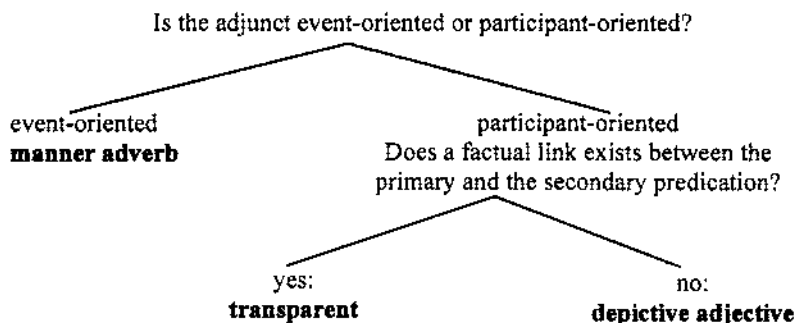 Is the adjunct event-oriented or participant-oriented?
event-oriented
manner adverb
participant-oriented
Does a factual link exists between the
primary and the secondary predication?
yes:
transparent
no:
depictive adjective